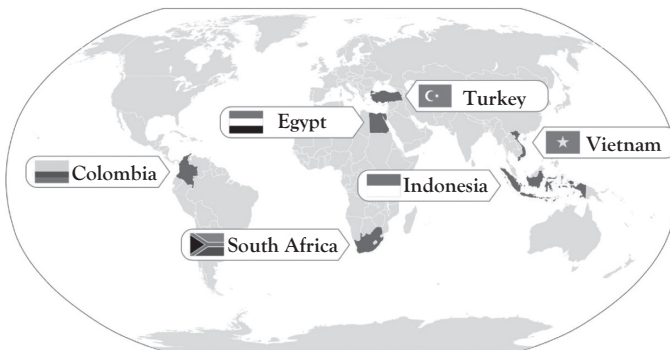 Turkey
Egypt
Vietnam
Colombia
Indonesia
South Africa